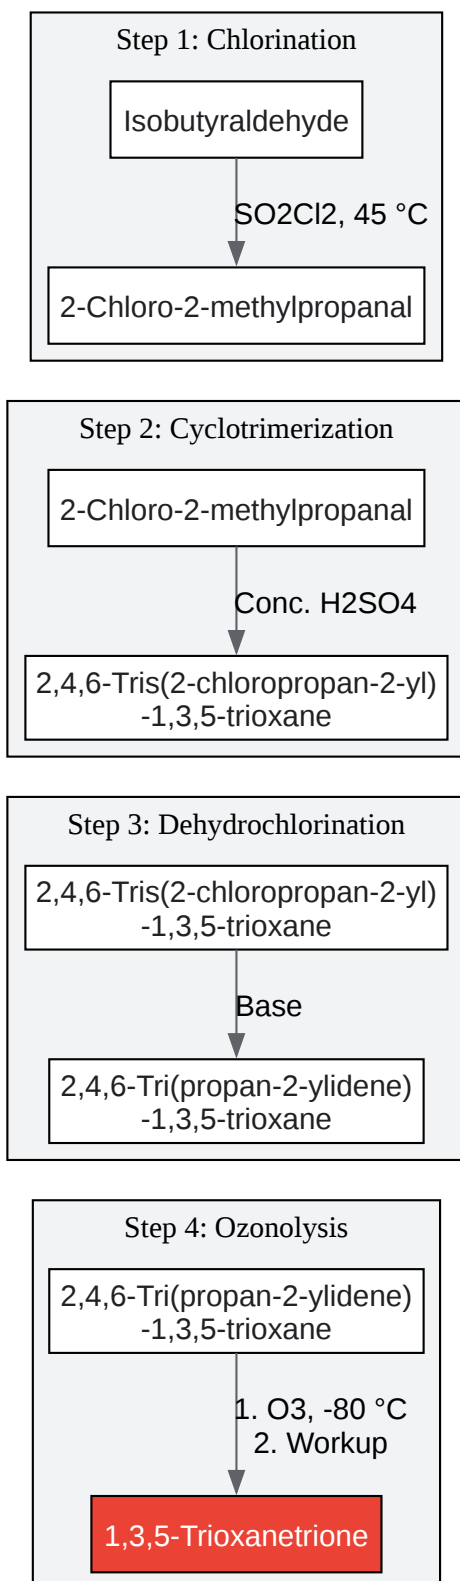 Step 1: Chlorination
Isobutyraldehyde
SO2Cl2, 45 °C
2-Chloro-2-methylpropanal
Step 2: Cyclotrimerization
2-Chloro-2-methylpropanal
Conc. H2SO4
2,4,6-Tris(2-chloropropan-2-yl)
-1,3,5-trioxane
Step 3: Dehydrochlorination
2,4,6-Tris(2-chloropropan-2-yl)
-1,3,5-trioxane
Base
2,4,6-Tri(propan-2-ylidene)
-1,3,5-trioxane
Step 4: Ozonolysis
2,4,6-Tri(propan-2-ylidene)
-1,3,5-trioxane
1. O3, -80 °C
2. Workup
1,3,5-Trioxanetrione